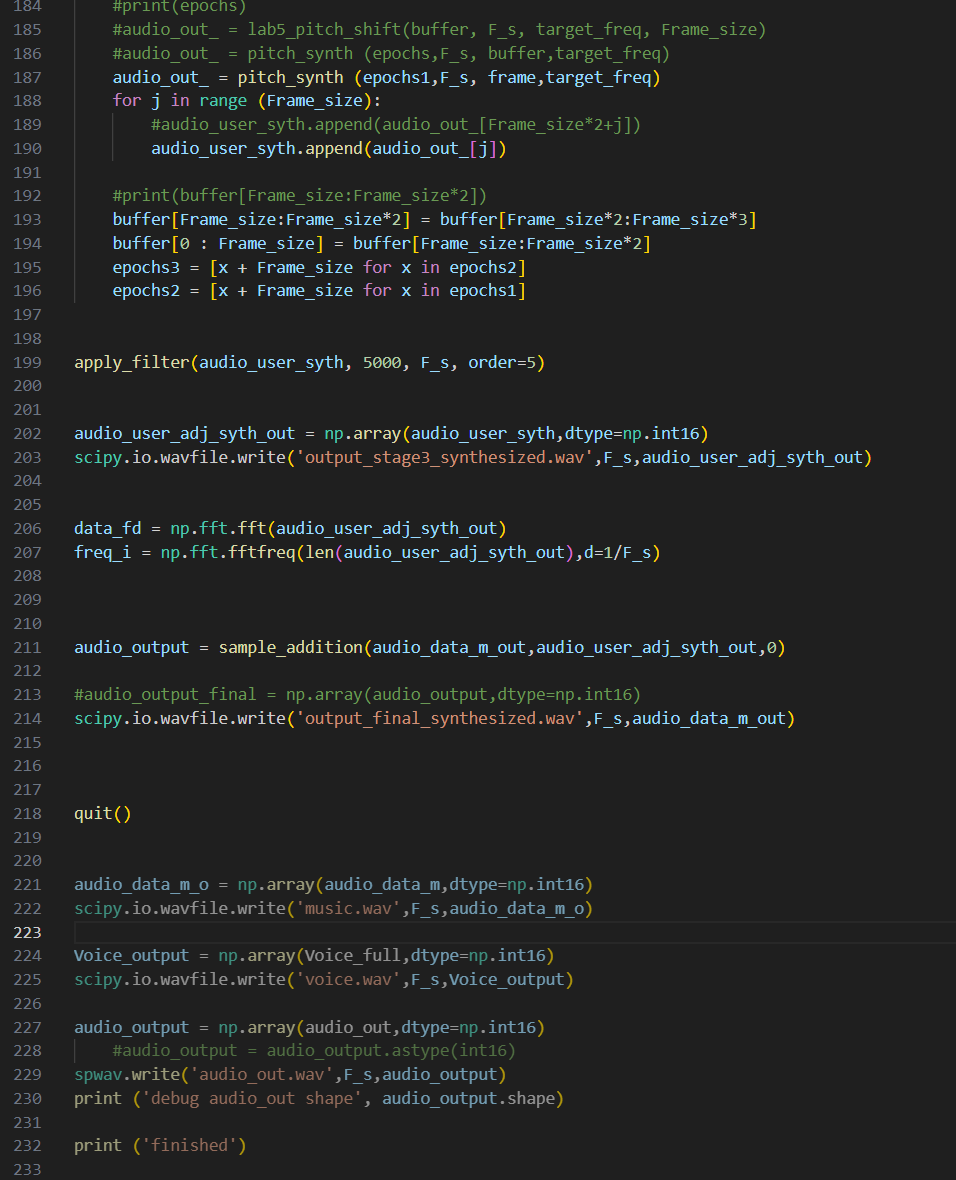 184 #print(epochs)
185 #audio_out_ = lab5_pitch_shift(buffer, F_s, target_freq, Frame_size)
186 #audio_out_ = pitch_synth (epochs,F_s, buffer,target_freq)
187 audio_out_ = pitch_synth (epochs1,F_s, frame,target_freq)
188 for j in range (Frame_size):
189 #audio_user_syth.append(audio_out_[Frame_size*2+j])
190 audio_user_syth.append(audio_out_[j])
191
192 #print(buffer[Frame_size:Frame_size*2])
193 buffer[Frame_size:Frame_size*2] = buffer[Frame_size*2:Frame_size*3]
194 buffer[0 : Frame_size] = buffer[Frame_size:Frame_size*2]
195 epochs3 = [x + Frame_size for x in epochs2]
196 epochs2 = [x + Frame_size for x in epochs1]
197
198
199 apply_filter(audio_user_syth, 5000, F_s, order=5)
200
201
202 audio_user_adj_syth_out = np.array(audio_user_syth,dtype=np.int16)
203 scipy.io.wavfile.write('output_stage3_synthesized.wav',F_s,audio_user_adj_syth_out)
204
205
206 data_fd = np.fft.fft(audio_user_adj_syth_out)
207 freq_i = np.fft.fftfreq(len(audio_user_adj_syth_out),d=1/F_s)
208
209
210
211 audio_output = sample_addition(audio_data_m_out,audio_user_adj_syth_out,0)
212
213 #audio_output_final = np.array(audio_output,dtype=np.int16)
214 scipy.io.wavfile.write('output_final_synthesized.wav',F_s,audio_data_m_out)
215
216
217
218 quit()
219
220
221 audio_data_m_o = np.array(audio_data_m,dtype=np.int16)
222 scipy.io.wavfile.write('music.wav',F_s,audio_data_m_o)
223
224 Voice_output = np.array(Voice_full,dtype=np.int16)
225 scipy.io.wavfile.write('voice.wav',F_s,Voice_output)
226
227 audio_output = np.array(audio_out,dtype=np.int16)
228 #audio_output = audio_output.astype(int16)
229 spwav.write('audio_out.wav',F_s,audio_output)
230 print ('debug audio_out shape', audio_output.shape)
231
232 print ('finished')
233